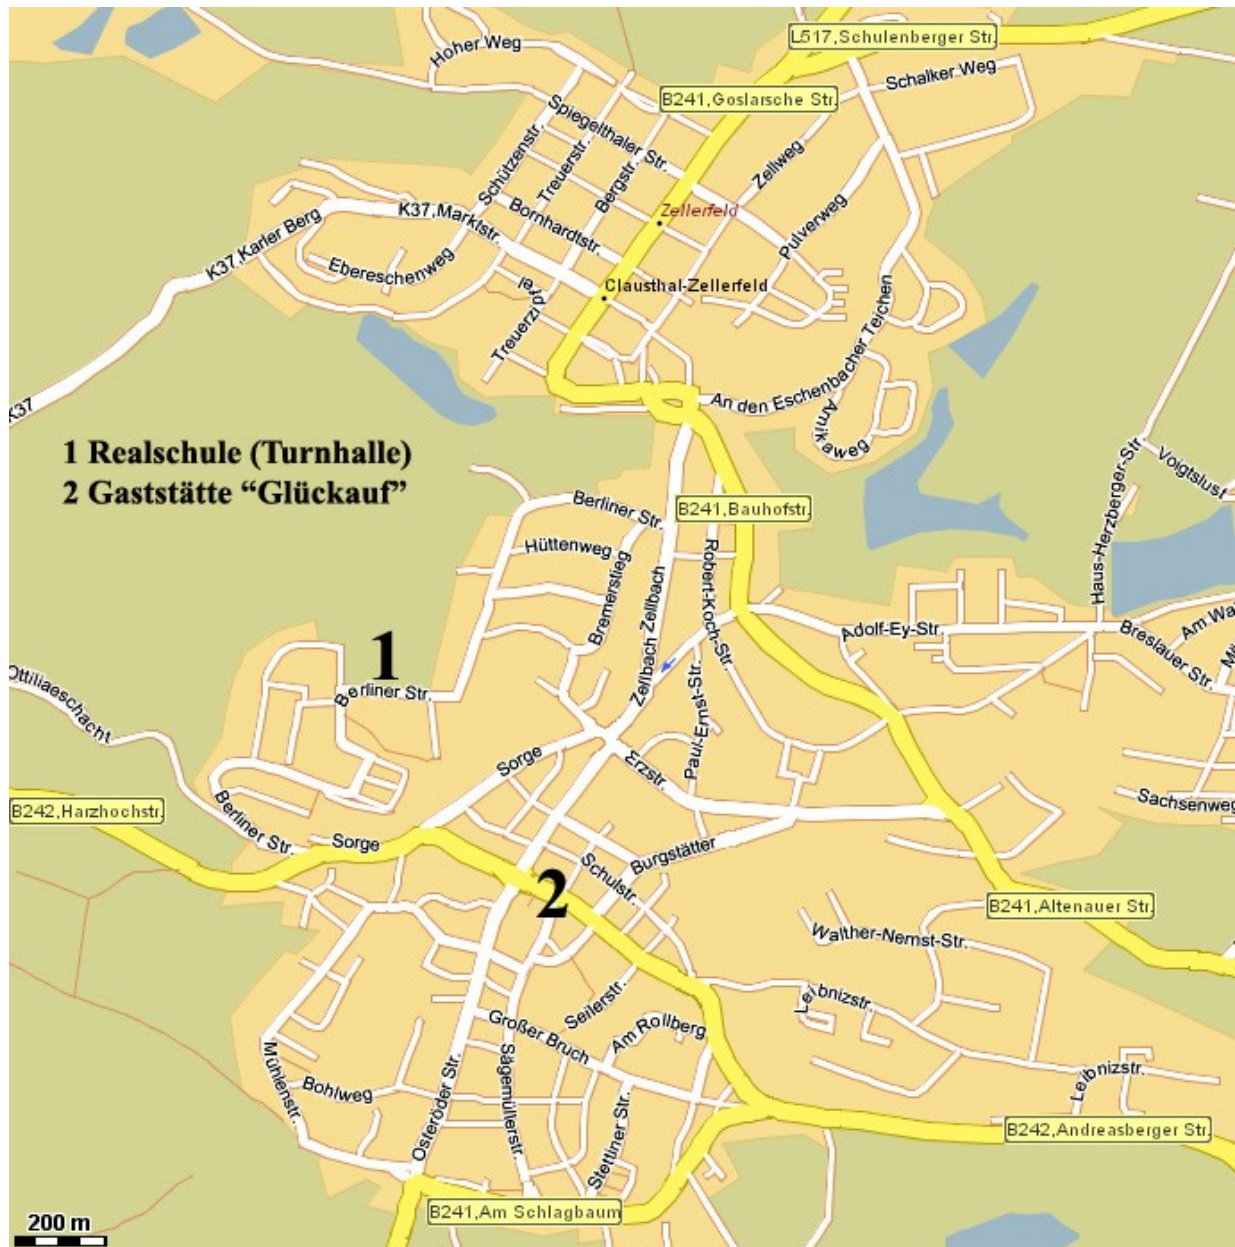 L517,Schulenberger Str.
Hoher Weg
Schalker Weg
B241,Goslarsche Str.
Spiegelthaler Str.
Schützenstr.
Treuerstr.
Bergstr.
Zellweg
Zellerfeld
K37,Marktstr.
Bornhardtstr.
Pulverweg
K37,Karler Berg
Ebereschenweg
Clausthal-Zellerfeld
Treuerzipfel
An den Eschenbacher Teichen
K37
Arnikaweg
1 Realschule (Turnhalle)
2 Gaststätte “Glückauf”
Voigtslust
Haus-Herzberger-Str.
Berliner Str.
B241,Bauhofstr.
Hüttenweg
Bremerstieg
Zellbach Zellbach
Robert-Koch-Str.
Adolf-Ey-Str.
Breslauer Str.
Am Wa
Mi
1
Berliner Str.
Ottiliaeschacht
Paul-Ernst-Str.
Sorge
Erzstr.
B242,Harzhochstr.
Berliner Str.
Sorge
Sachsenweg
Burgstätter
Schulstr.
2
B241,Altenauer Str.
Walther-Nernst-Str.
Leibnizstr.
Seilerstr.
Großer Bruch
Am Rollberg
Mühlenstr.
Bohlweg
Osteröder Str.
Sägemüllerstr.
Stettliner Str.
Leibnizstr.
B242,Andreasberger Str.
B241,Am Schlagbaum
200 m